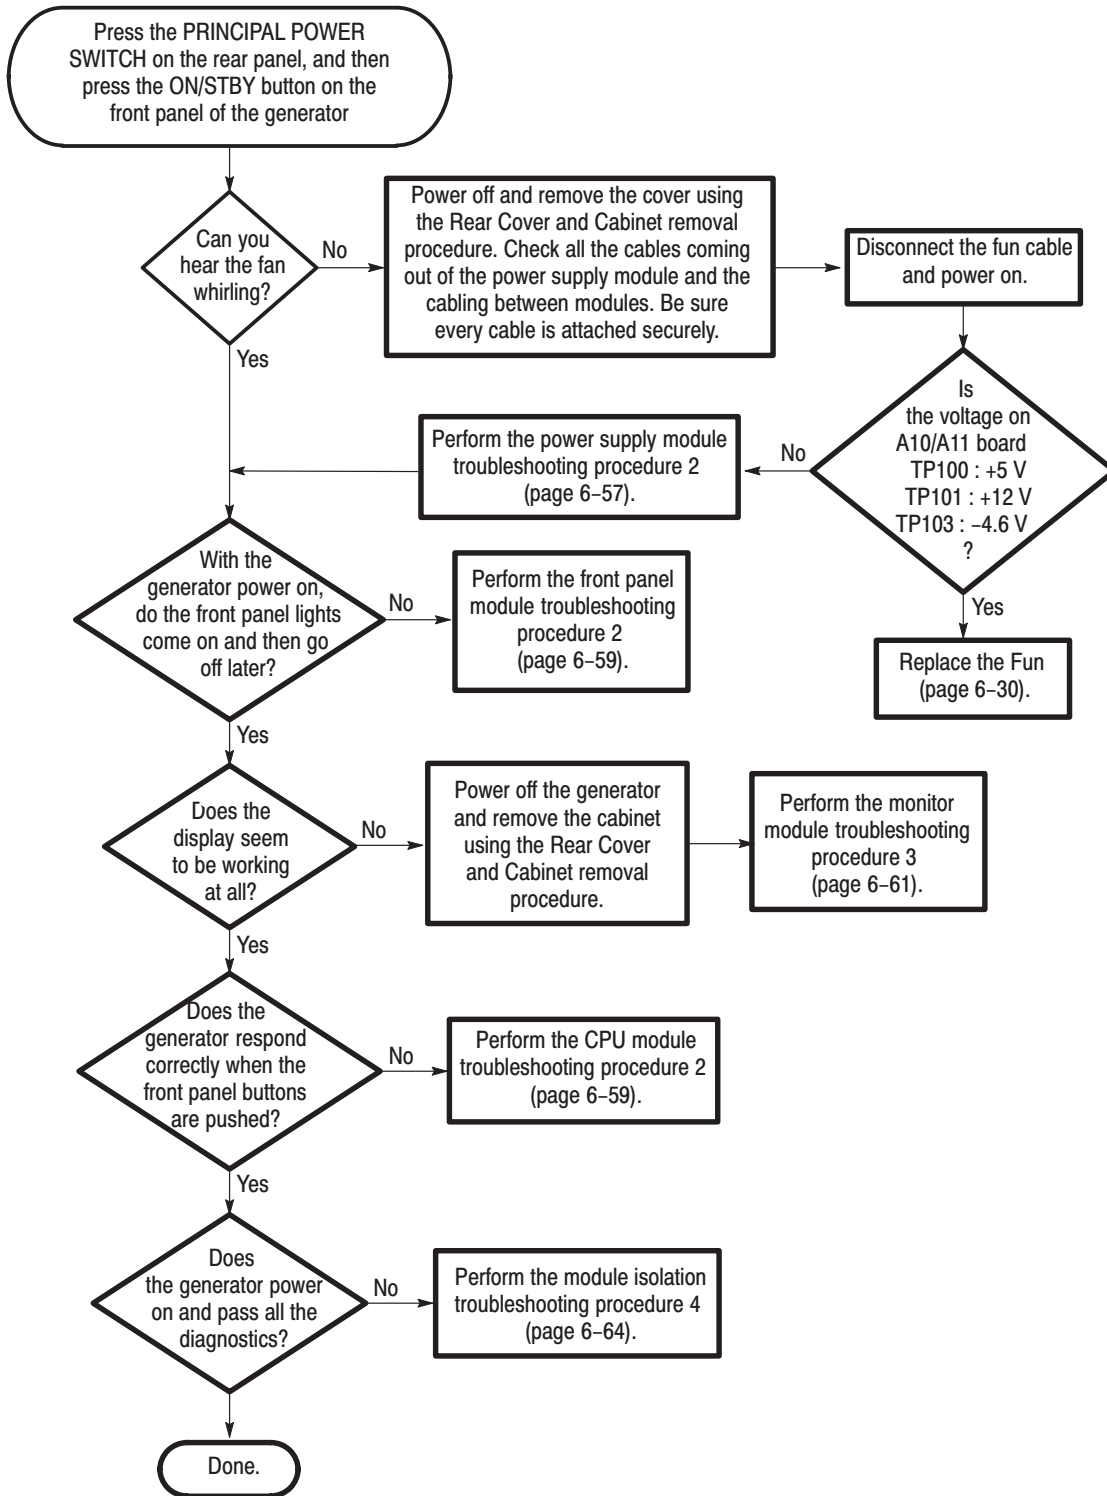 Press the PRINCIPAL POWER
SWITCH on the rear panel, and then
press the ON/STBY button on the
front panel of the generator
Can you
hear the fan
whirling?
No
Yes
Power off and remove the cover using
the Rear Cover and Cabinet removal
procedure. Check all the cables coming
out of the power supply module and the
cabling between modules. Be sure
every cable is attached securely.
Disconnect the fun cable
and power on.
Is
the voltage on
A10/A11 board
TP100 : +5 V
TP101 : +12 V
TP103 : −4.6 V
?
No
Yes
Perform the power supply module
troubleshooting procedure 2
(page 6–57).
Replace the Fun
(page 6–30).
With the
generator power on,
do the front panel lights
come on and then go
off later?
No
Yes
Perform the front panel
module troubleshooting
procedure 2
(page 6–59).
Does the
display seem
to be working
at all?
No
Yes
Power off the generator
and remove the cabinet
using the Rear Cover
and Cabinet removal
procedure.
Perform the monitor
module troubleshooting
procedure 3
(page 6–61).
Does the
generator respond
correctly when the
front panel buttons
are pushed?
No
Yes
Perform the CPU module
troubleshooting procedure 2
(page 6–59).
Does
the generator power
on and pass all the
diagnostics?
No
Perform the module isolation
troubleshooting procedure 4
(page 6–64).
Done.